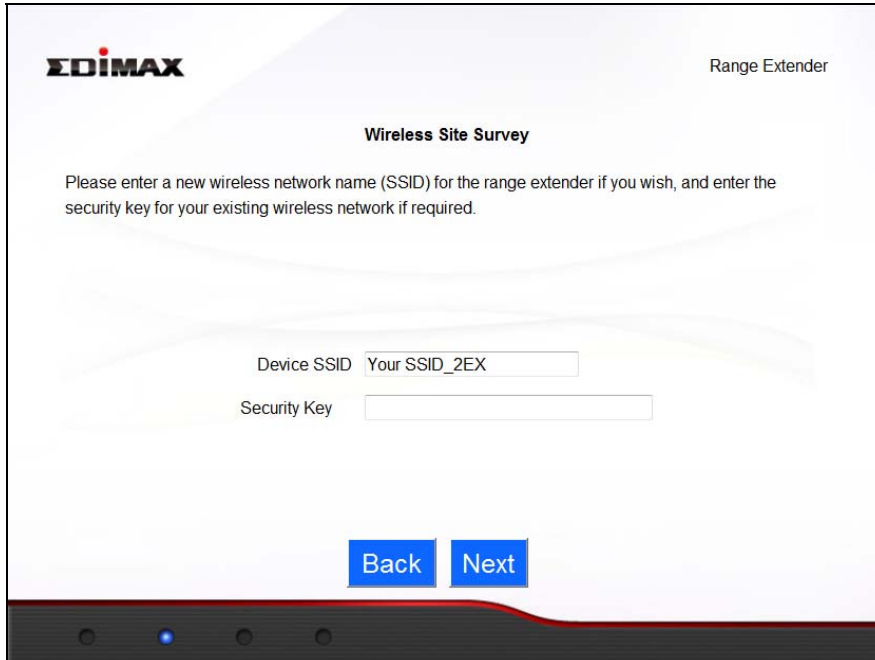 EDIMAX
Range Extender
Wireless Site Survey
Please enter a new wireless network name (SSID) for the range extender if you wish, and enter the
security key for your existing wireless network if required.
Device SSID Your SSID_2EX
Security Key
Back Next